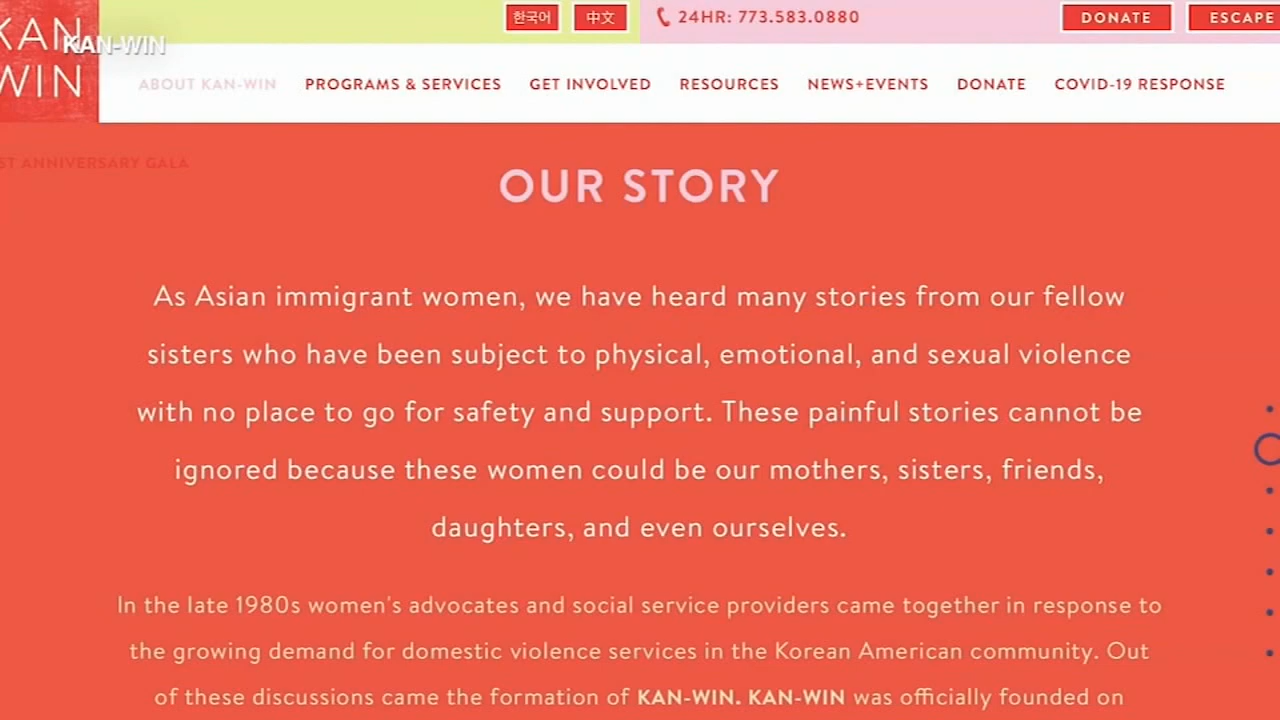 KAN
WIN
KAN-WIN
한국어
中文
24HR: 773.583.0880
DONATE
ESCAPE
ABOUT KAN-WIN
PROGRAMS & SERVICES
GET INVOLVED
RESOURCES
NEWS+EVENTS
DONATE
COVID-19 RESPONSE
ST ANNIVERSARY GALA
OUR STORY
As Asian immigrant women, we have heard many stories from our fellow
sisters who have been subject to physical, emotional, and sexual violence
with no place to go for safety and support. These painful stories cannot be
ignored because these women could be our mothers, sisters, friends,
daughters, and even ourselves.
In the late 1980s women's advocates and social service providers came together in response to
the growing demand for domestic violence services in the Korean American community. Out
of these discussions came the formation of KAN-WIN. KAN-WIN was officially founded on